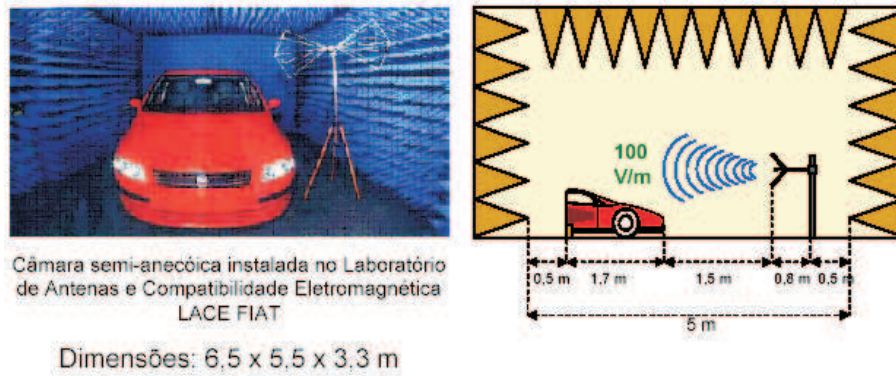 Câmara semi-anecóica instalada no Laboratório
de Antenas e Compatibilidade Eletromagnética
LACE FIAT
Dimensões: 6,5 x 5,5 x 3,3 m
100
V/m
0,5 m
1,7 m
1,5 m
0,8 m
0,5 m
5 m